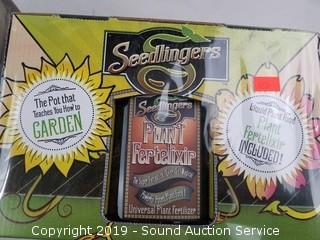 Seedlingers
The Pot that
Teaches You How to
GARDEN
Plant
Fertelixir
INCLUDED!
Seedlingers
PLANT
Fertelixir
Universal Plant Fertilizer
Copyright 2019 - Sound Auction Service